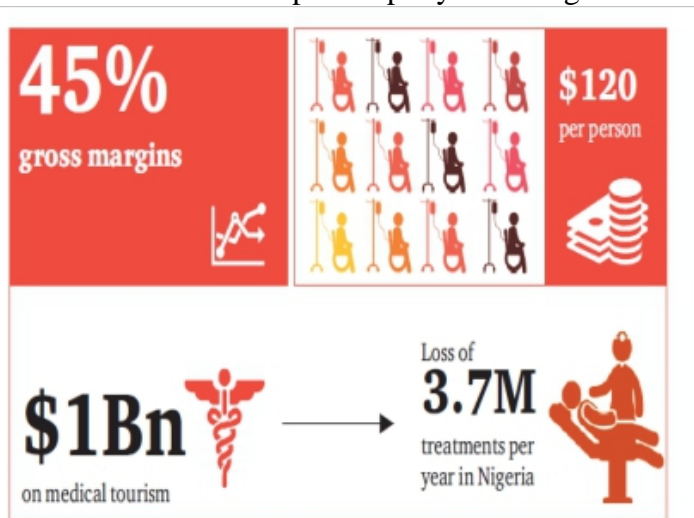 45%
gross margins
$120
per person
$1Bn
on medical tourism
Loss of
3.7M
treatments per
year in Nigeria